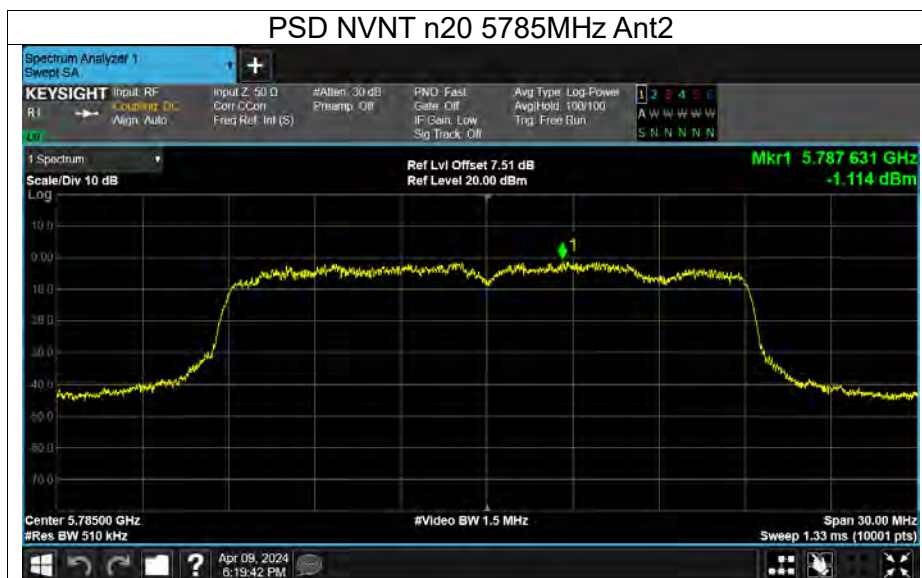 PSD NVNT n20 5785MHz Ant2
Spectrum Analyzer 1
Swept SA
+
KEYSIGHT Input: RF
Coupling: DC
Align: Auto
Input Z: 50 Ω
Corr CCorr
Freq Ref: Int (S)
#Atten: 30 dB
Preamp: Off
PNO: Fast
Gate: Off
IF Gain: Low
Sig Track: Off
Avg Type: Log-Power
Avg|Hold: 100/100
Trig: Free Run
1 2 3 4 5 6
A W W W W W
S N N N N N
1 Spectrum
Scale/Div 10 dB
Log
Ref Lvl Offset 7.51 dB
Ref Level 20.00 dBm
Mkr1 5.787 631 GHz
-1.114 dBm
10.0
0.00
-10.0
-20.0
-30.0
-40.0
-50.0
-60.0
-70.0
1
Center 5.78500 GHz
#Res BW 510 kHz
#Video BW 1.5 MHz
Span 30.00 MHz
Sweep 1.33 ms (10001 pts)
?
Apr 09, 2024
6:19:42 PM